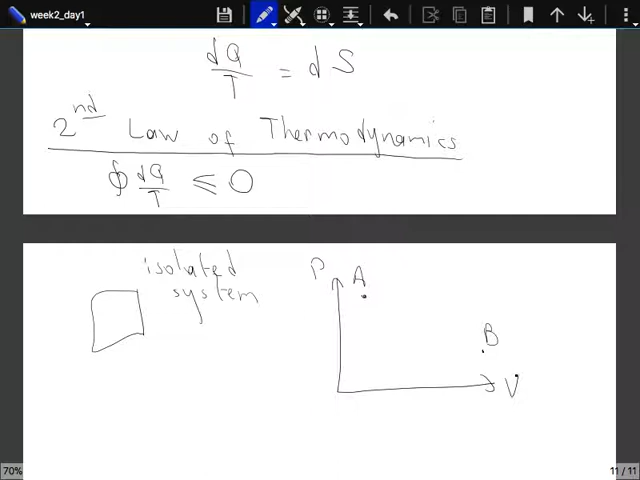 week2_day1
dQ/T = dS
2nd Law of Thermodynamics
∮ dQ/T ≤ 0
isolated
system
P
A
B
V
70%
11 / 11